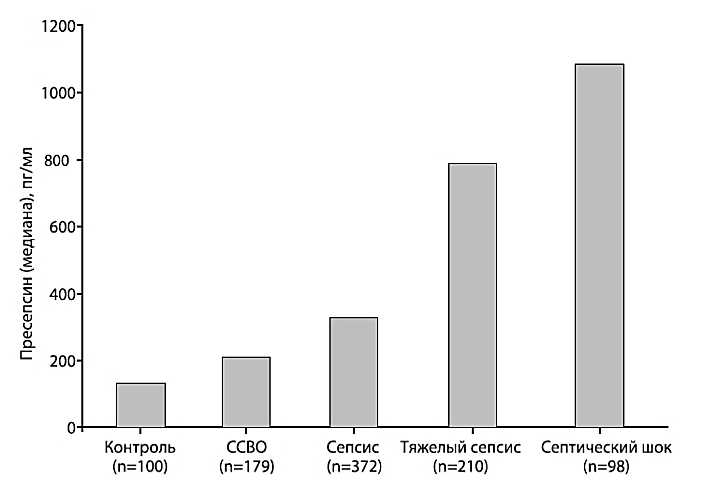 Пресепсин (медиана), пг/мл
1200
1000
800
600
400
200
0
Контроль
(n=100)
ССВО
(n=179)
Сепсис
(n=372)
Тяжелый сепсис
(n=210)
Септический шок
(n=98)